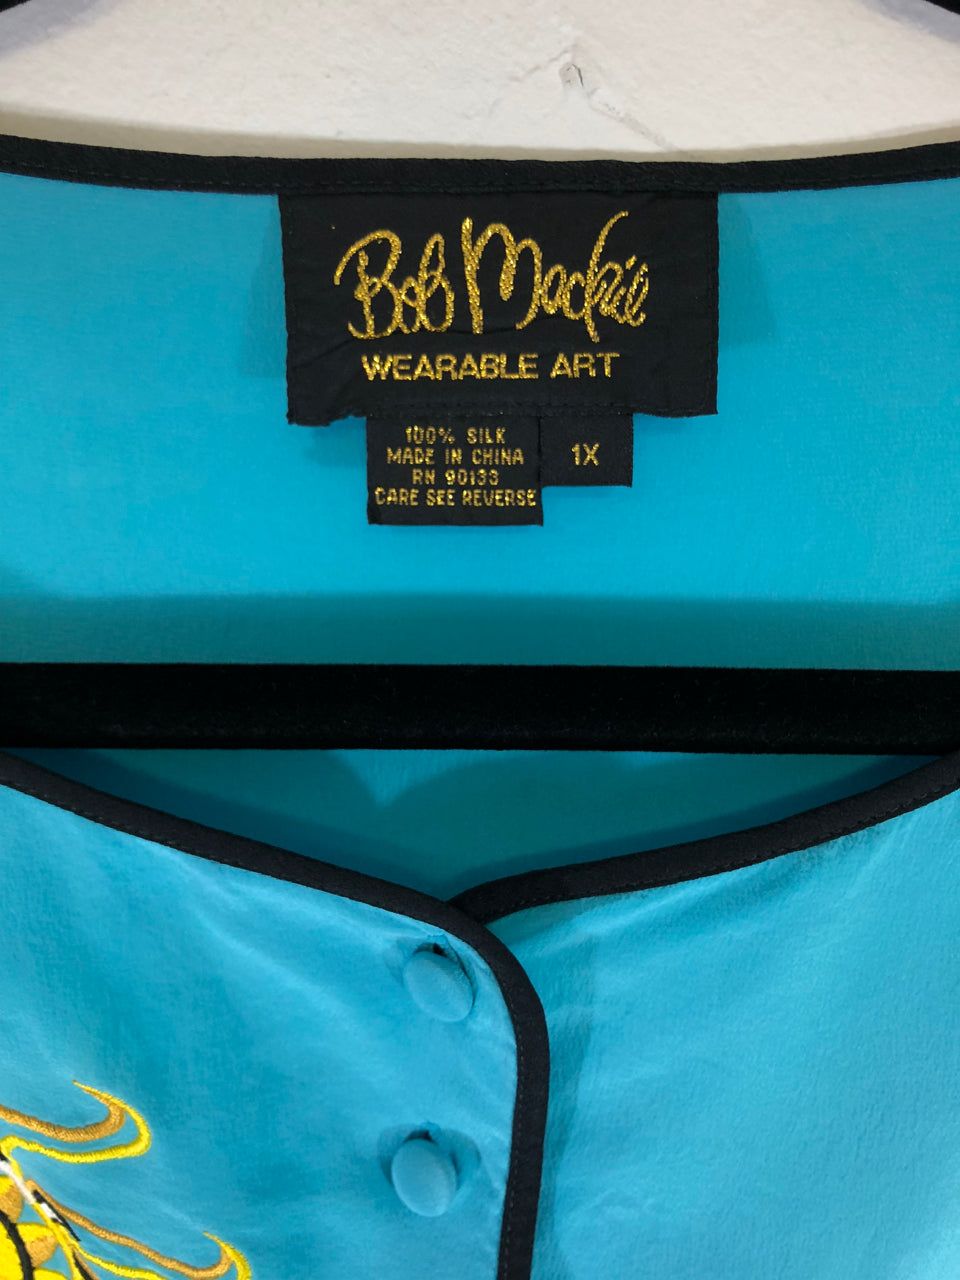 Bob Mackie
WEARABLE ART
100% SILK
MADE IN CHINA
RN 90133
CARE SEE REVERSE
1X